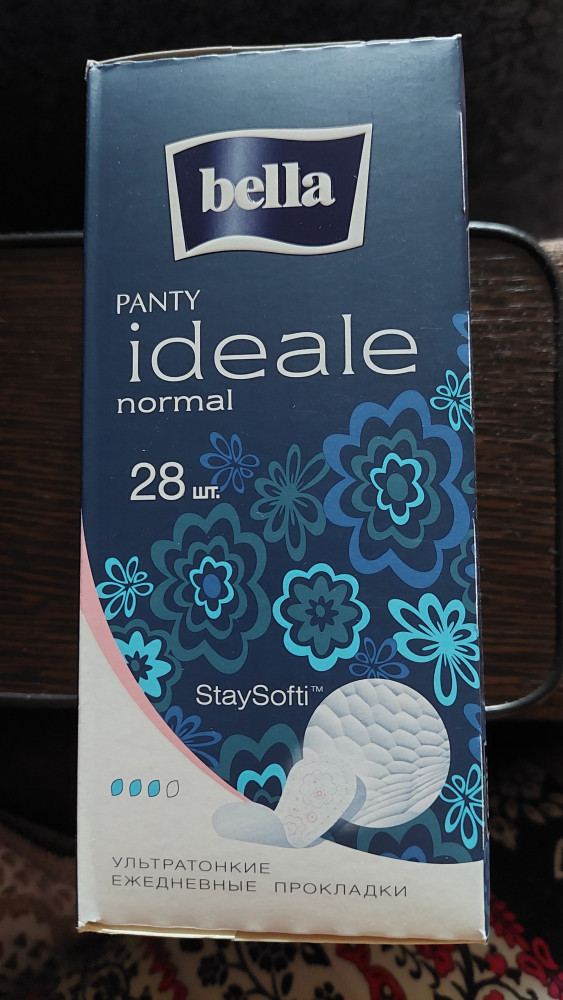 bella
PANTY
ideale
normal
28 шт.
StaySofti™
УЛЬТРАТОНКИЕ
ЕЖЕДНЕВНЫЕ ПРОКЛАДКИ